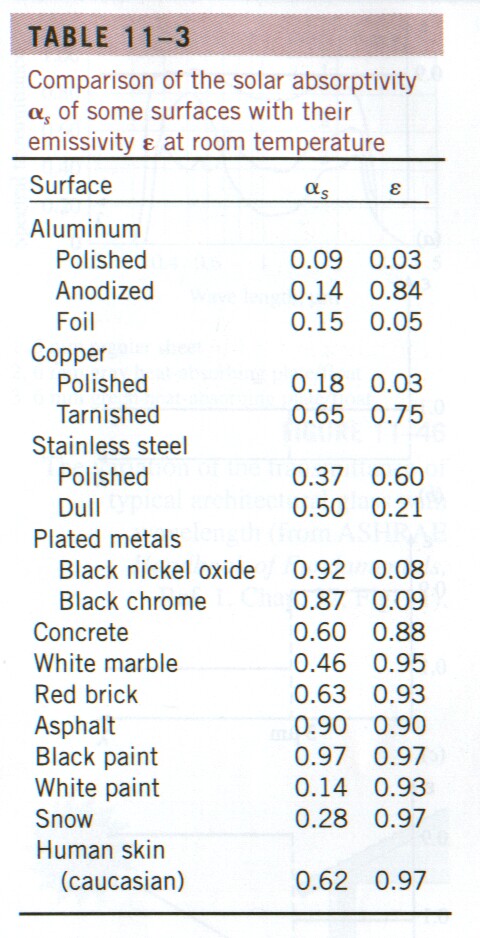 TABLE 11–3
Comparison of the solar absorptivity
αs of some surfaces with their
emissivity ε at room temperature
Surface αs ε
Aluminum
Polished 0.09 0.03
Anodized 0.14 0.84
Foil 0.15 0.05
Copper
Polished 0.18 0.03
Tarnished 0.65 0.75
Stainless steel
Polished 0.37 0.60
Dull 0.50 0.21
Plated metals
Black nickel oxide 0.92 0.08
Black chrome 0.87 0.09
Concrete 0.60 0.88
White marble 0.46 0.95
Red brick 0.63 0.93
Asphalt 0.90 0.90
Black paint 0.97 0.97
White paint 0.14 0.93
Snow 0.28 0.97
Human skin
(caucasian) 0.62 0.97